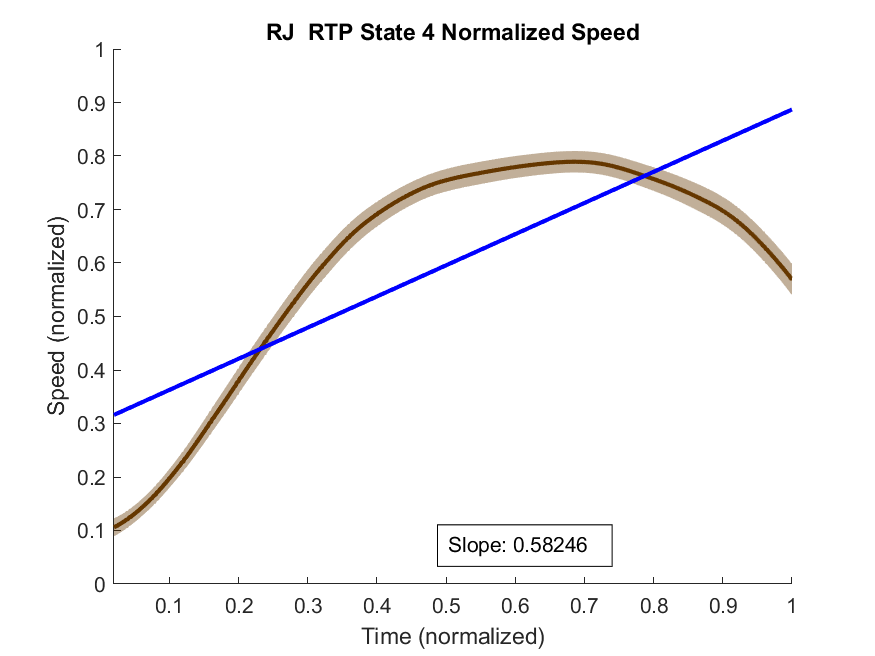 RJ  RTP State 4 Normalized Speed
1
0.9
0.8
0.7
0.6
0.5
0.4
0.3
0.2
0.1
0
Speed (normalized)
Slope: 0.58246
0.1 0.2 0.3 0.4 0.5 0.6 0.7 0.8 0.9 1
Time (normalized)